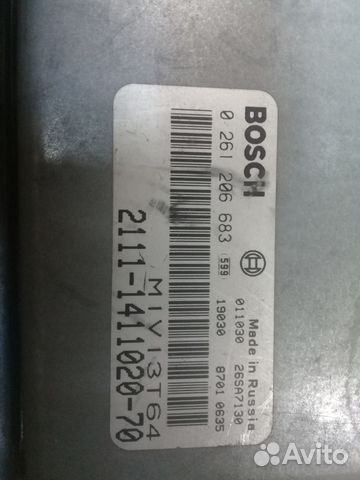 BOSCH
0 261 206 683
599
Made in Russia
011030 26SA7130
19030 8701 0635
M1V13T64
2111-1411020-70
Avito